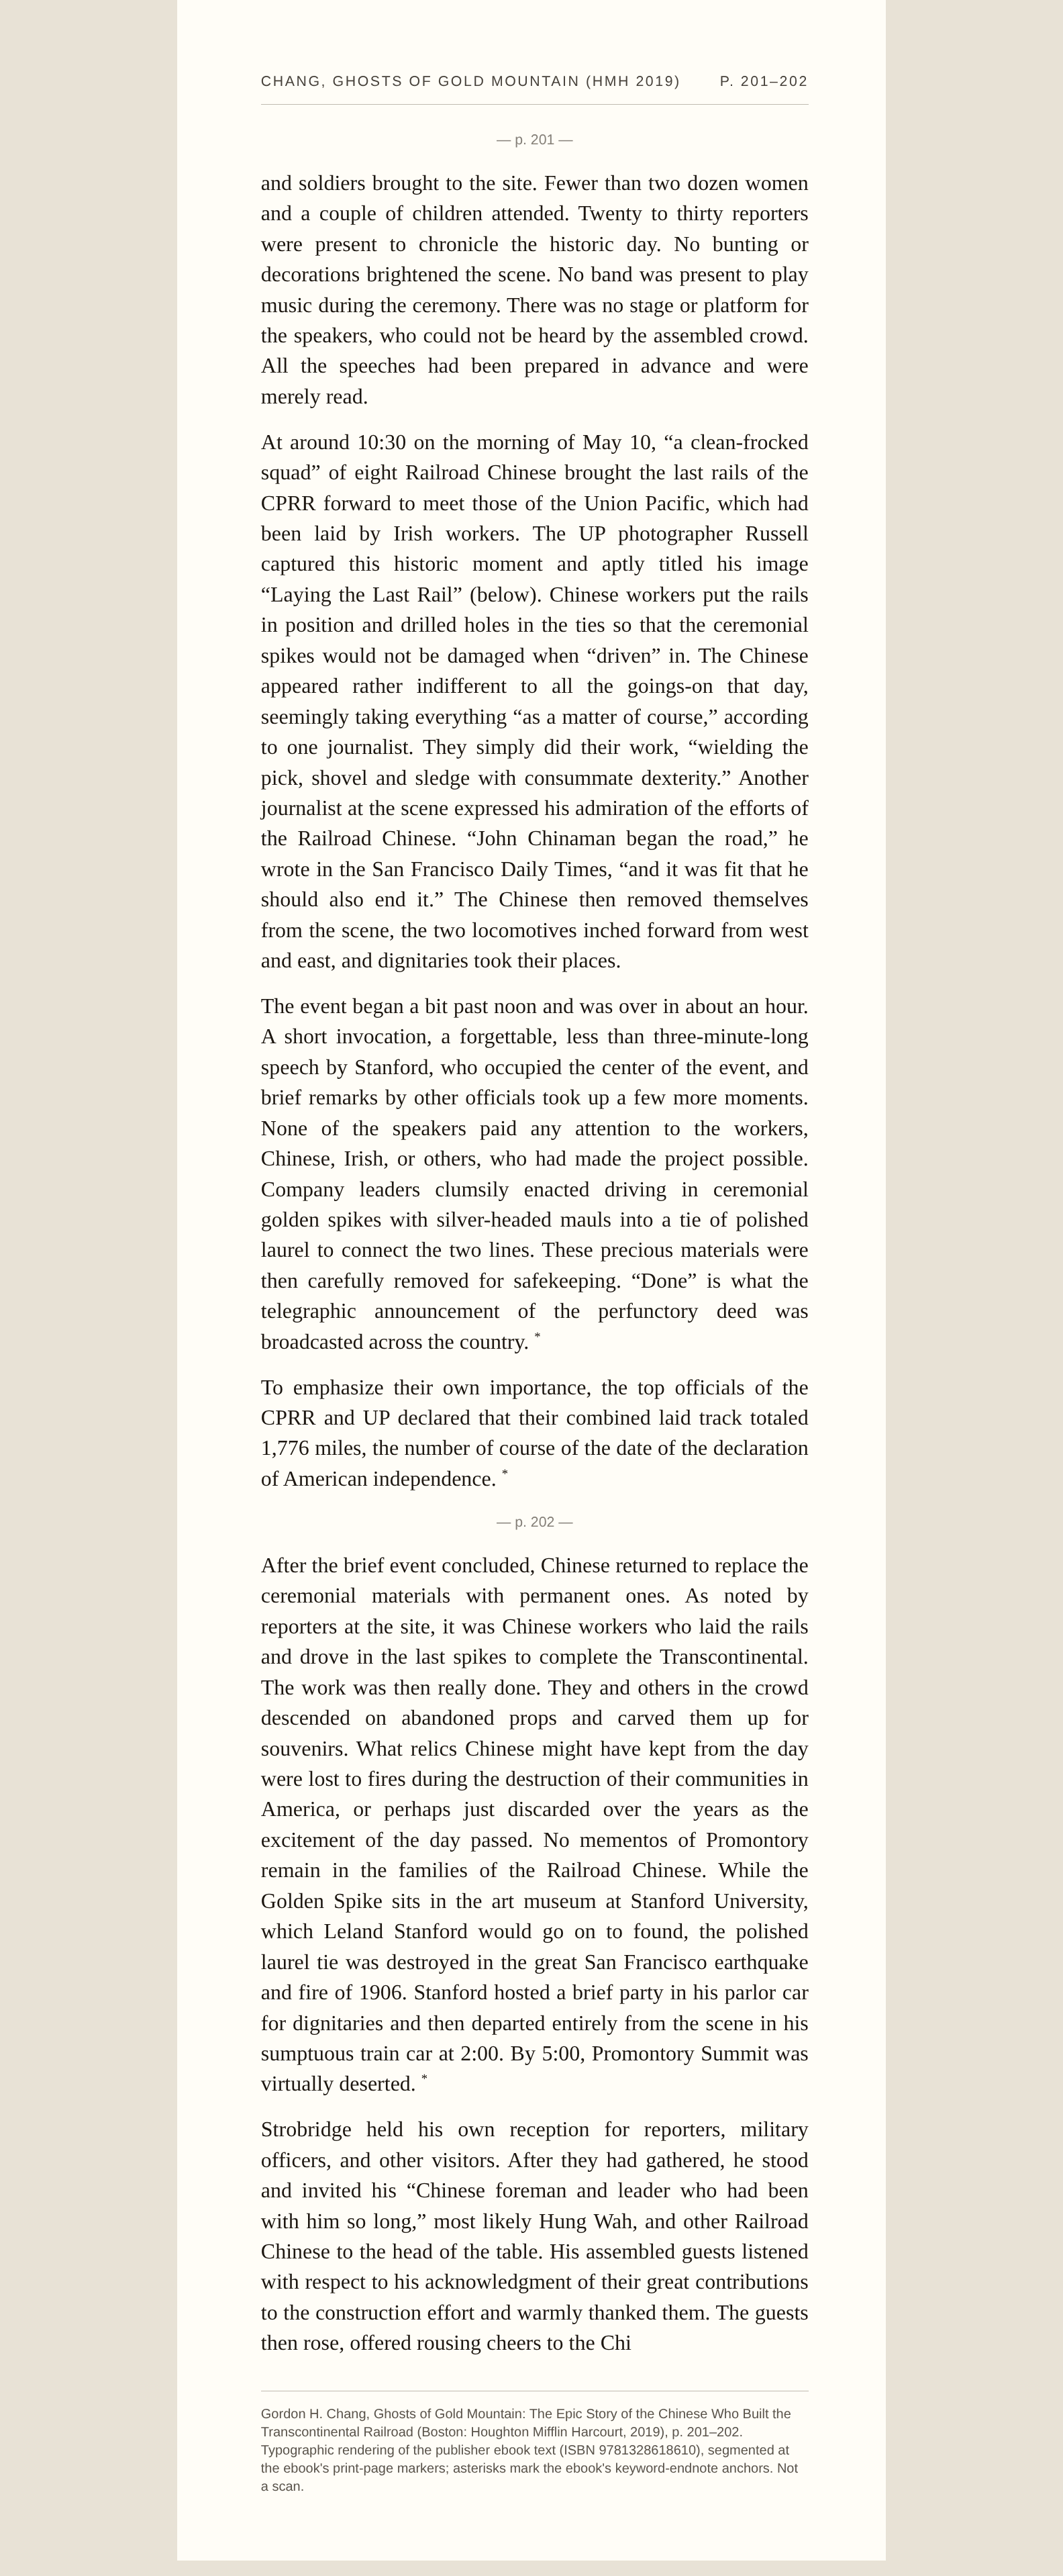 CHANG, GHOSTS OF GOLD MOUNTAIN (HMH 2019) P. 201–202
— p. 201 —
and soldiers brought to the site. Fewer than two dozen women
and a couple of children attended. Twenty to thirty reporters
were present to chronicle the historic day. No bunting or
decorations brightened the scene. No band was present to play
music during the ceremony. There was no stage or platform for
the speakers, who could not be heard by the assembled crowd.
All the speeches had been prepared in advance and were
merely read.
At around 10:30 on the morning of May 10, “a clean-frocked
squad” of eight Railroad Chinese brought the last rails of the
CPRR forward to meet those of the Union Pacific, which had
been laid by Irish workers. The UP photographer Russell
captured this historic moment and aptly titled his image
“Laying the Last Rail” (below). Chinese workers put the rails
in position and drilled holes in the ties so that the ceremonial
spikes would not be damaged when “driven” in. The Chinese
appeared rather indifferent to all the goings-on that day,
seemingly taking everything “as a matter of course,” according
to one journalist. They simply did their work, “wielding the
pick, shovel and sledge with consummate dexterity.” Another
journalist at the scene expressed his admiration of the efforts of
the Railroad Chinese. “John Chinaman began the road,” he
wrote in the San Francisco Daily Times, “and it was fit that he
should also end it.” The Chinese then removed themselves
from the scene, the two locomotives inched forward from west
and east, and dignitaries took their places.
The event began a bit past noon and was over in about an hour.
A short invocation, a forgettable, less than three-minute-long
speech by Stanford, who occupied the center of the event, and
brief remarks by other officials took up a few more moments.
None of the speakers paid any attention to the workers,
Chinese, Irish, or others, who had made the project possible.
Company leaders clumsily enacted driving in ceremonial
golden spikes with silver-headed mauls into a tie of polished
laurel to connect the two lines. These precious materials were
then carefully removed for safekeeping. “Done” is what the
telegraphic announcement of the perfunctory deed was
broadcasted across the country. *
To emphasize their own importance, the top officials of the
CPRR and UP declared that their combined laid track totaled
1,776 miles, the number of course of the date of the declaration
of American independence. *
— p. 202 —
After the brief event concluded, Chinese returned to replace the
ceremonial materials with permanent ones. As noted by
reporters at the site, it was Chinese workers who laid the rails
and drove in the last spikes to complete the Transcontinental.
The work was then really done. They and others in the crowd
descended on abandoned props and carved them up for
souvenirs. What relics Chinese might have kept from the day
were lost to fires during the destruction of their communities in
America, or perhaps just discarded over the years as the
excitement of the day passed. No mementos of Promontory
remain in the families of the Railroad Chinese. While the
Golden Spike sits in the art museum at Stanford University,
which Leland Stanford would go on to found, the polished
laurel tie was destroyed in the great San Francisco earthquake
and fire of 1906. Stanford hosted a brief party in his parlor car
for dignitaries and then departed entirely from the scene in his
sumptuous train car at 2:00. By 5:00, Promontory Summit was
virtually deserted. *
Strobridge held his own reception for reporters, military
officers, and other visitors. After they had gathered, he stood
and invited his “Chinese foreman and leader who had been
with him so long,” most likely Hung Wah, and other Railroad
Chinese to the head of the table. His assembled guests listened
with respect to his acknowledgment of their great contributions
to the construction effort and warmly thanked them. The guests
then rose, offered rousing cheers to the Chi
Gordon H. Chang, Ghosts of Gold Mountain: The Epic Story of the Chinese Who Built the
Transcontinental Railroad (Boston: Houghton Mifflin Harcourt, 2019), p. 201–202.
Typographic rendering of the publisher ebook text (ISBN 9781328618610), segmented at
the ebook's print-page markers; asterisks mark the ebook's keyword-endnote anchors. Not
a scan.